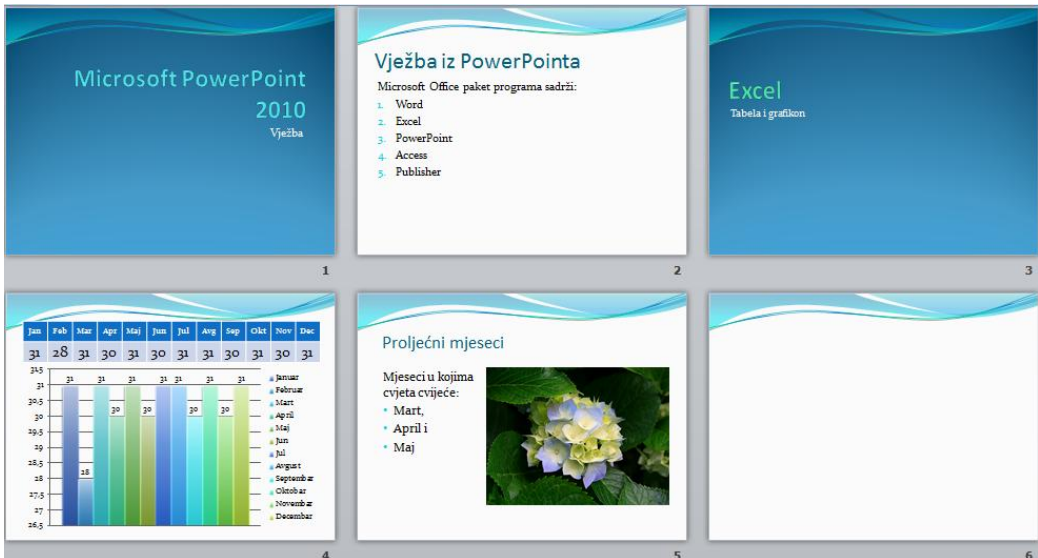 Microsoft PowerPoint
2010
Vježba
1
Vježba iz PowerPointa
Microsoft Office paket programa sadrži:
1. Word
2. Excel
3. PowerPoint
4. Access
5. Publisher
2
Excel
Tabela i grafikon
3
Jan Feb Mar Apr Maj Jun Jul Avg Sep Okt Nov Dec
31 28 31 30 31 30 31 31 30 31 30 31
31.5
31
30.5
30
29.5
29
28.5
28
27.5
27
26.5
31 28 31 30 31 30 31 31 30 31 30 31
Januar
Februar
Mart
April
Maj
Jun
Jul
Avgust
Septembar
Oktobar
Novembar
Decembar
4
Proljećni mjeseci
Mjeseci u kojima
cvjeta cvijeće:
• Mart,
• April i
• Maj
5
6